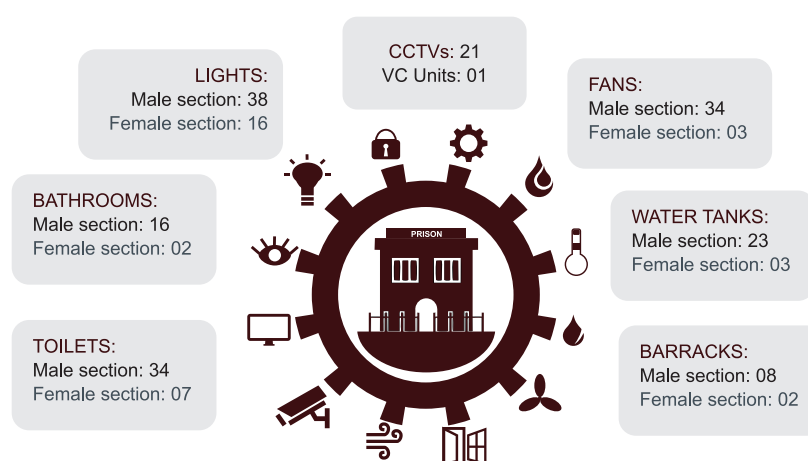 CCTVs: 21
VC Units: 01
LIGHTS:
Male section: 38
Female section: 16
FANS:
Male section: 34
Female section: 03
BATHROOMS:
Male section: 16
Female section: 02
WATER TANKS:
Male section: 23
Female section: 03
PRISON
TOILETS:
Male section: 34
Female section: 07
BARRACKS:
Male section: 08
Female section: 02